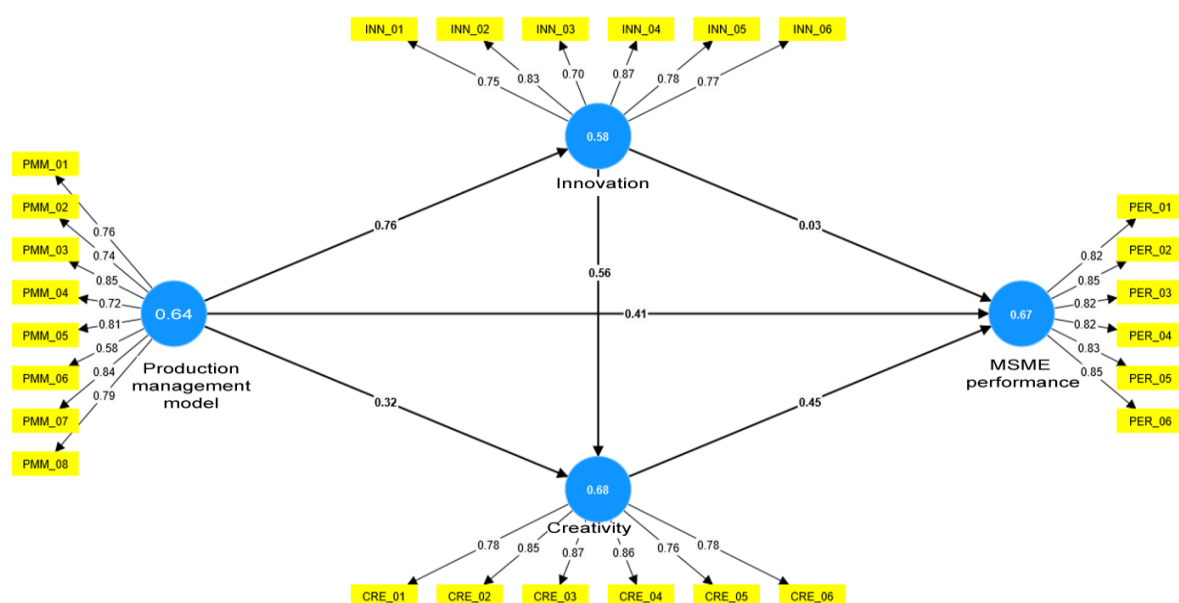 INN_01 INN_02 INN_03 INN_04 INN_05 INN_06
0.75 0.83 0.70 0.87 0.78 0.77
0.58
Innovation
PMM_01
PMM_02
PMM_03
PMM_04
PMM_05
PMM_06
PMM_07
PMM_08
0.76
0.74
0.85
0.72
0.81
0.58
0.84
0.79
0.64
Production
management
model
0.76
0.03
0.56
0.41
0.32
0.45
PER_01
PER_02
PER_03
PER_04
PER_05
PER_06
0.82
0.85
0.82
0.82
0.83
0.85
0.67
MSME
performance
0.68
Creativity
0.78 0.85 0.87 0.86 0.76 0.78
CRE_01 CRE_02 CRE_03 CRE_04 CRE_05 CRE_06